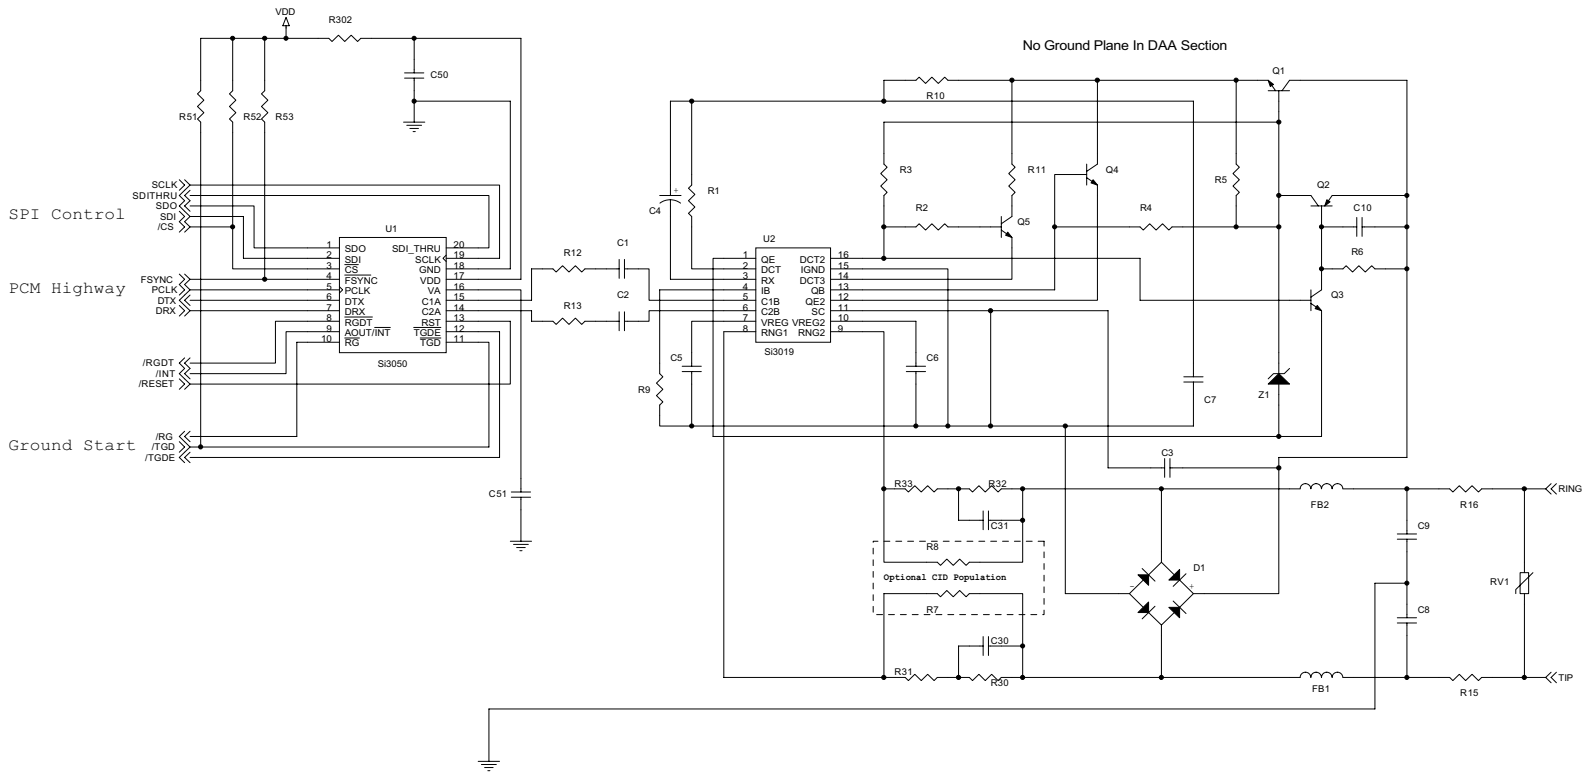 VDD
R302
No Ground Plane In DAA Section
C50
R51
R52
R53
Q1
R10
SPI Control
SCLK
SDITHRU
SDO
SDI
/CS
PCM Highway
FSYNC
PCLK
DTX
DRX
/RGDT
/INT
/RESET
Ground Start
/RG
/TGD
/TGDE
U1
1 SDO
2 SDI
3 CS
4 FSYNC
5 PCLK
6 DTX
7 DRX
8 RGDT
9 AOUT/INT
10 RG
SDI_THRU 20
SCLK 19
GND 18
VDD 17
VA 16
C1A 15
C2A 14
RST 13
TGDE 12
TGD 11
Si3050
C51
R12
C1
R13
C2
+
C4
R1
R3
R11
Q4
R5
Q2
R2
Q5
R4
C10
R6
Q3
U2
1 QE
2 DCT
3 RX
4 IB
5 C1B
6 C2B
7 VREG
8 RNG1
DCT2 16
IGND 15
DCT3 14
QB 13
QE2 12
SC 11
VREG2 10
RNG2 9
Si3019
C5
C6
R9
C7
Z1
C3
R33
R32
C31
FB2
R16
RING
C9
R8
Optional CID Population
R7
D1
-
+
RV1
C8
C30
R31
R30
FB1
R15
TIP